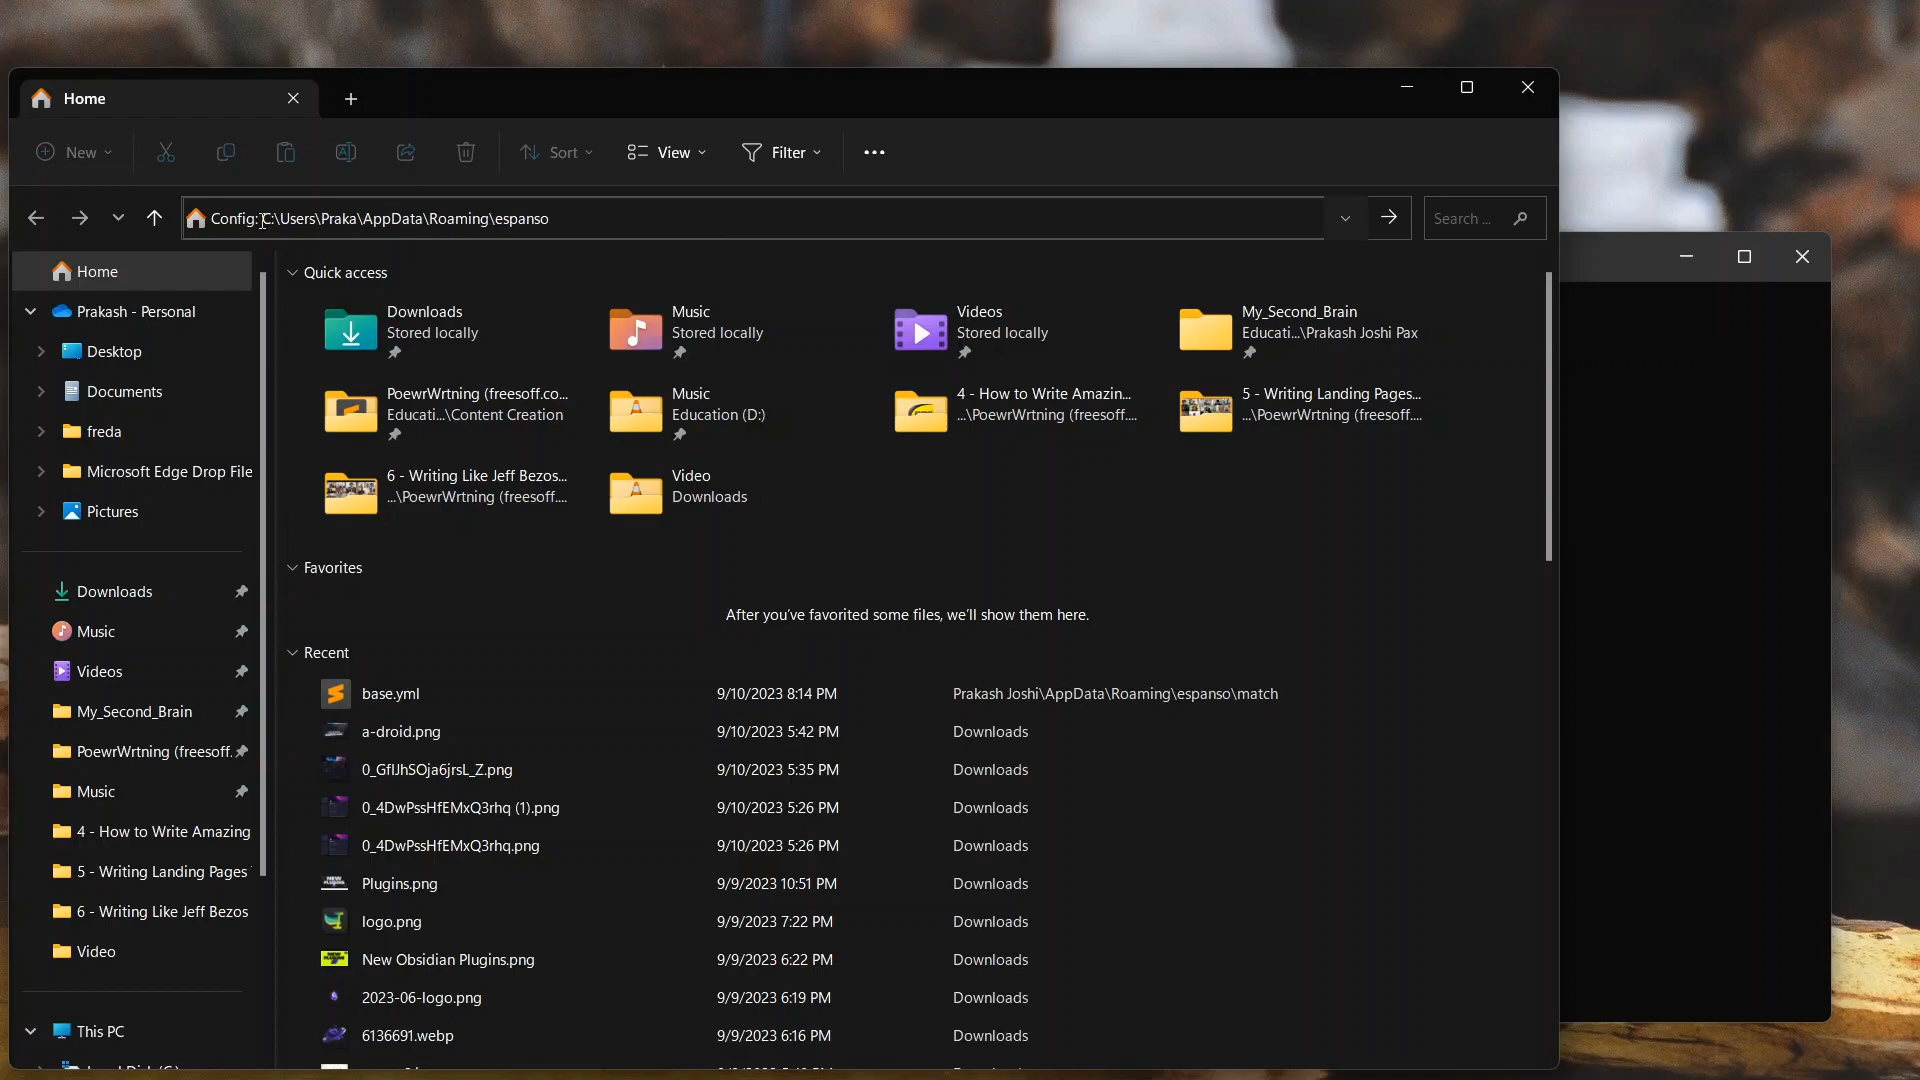 Home
New
Sort
View
Filter
Config: C:\Users\Praka\AppData\Roaming\espanso
Search ...
Home
Prakash - Personal
Desktop
Documents
freda
Microsoft Edge Drop File
Pictures
Downloads
Music
Videos
My_Second_Brain
PoewrWrtning (freesoff.
Music
4 - How to Write Amazing
5 - Writing Landing Pages
6 - Writing Like Jeff Bezos
Video
This PC
Quick access
Downloads
Stored locally
Music
Stored locally
Videos
Stored locally
My_Second_Brain
Educati...\Prakash Joshi Pax
PoewrWrtning (freesoff.co...
Educati...\Content Creation
Music
Education (D:)
4 - How to Write Amazin...
...\PoewrWrtning (freesoff....
5 - Writing Landing Pages...
...\PoewrWrtning (freesoff....
6 - Writing Like Jeff Bezos...
...\PoewrWrtning (freesoff....
Video
Downloads
Favorites
After you've favorited some files, we'll show them here.
Recent
base.yml 9/10/2023 8:14 PM Prakash Joshi\AppData\Roaming\espanso\match
a-droid.png 9/10/2023 5:42 PM Downloads
0_GfIJhSOja6jrsL_Z.png 9/10/2023 5:35 PM Downloads
0_4DwPssHfEMxQ3rhq (1).png 9/10/2023 5:26 PM Downloads
0_4DwPssHfEMxQ3rhq.png 9/10/2023 5:26 PM Downloads
Plugins.png 9/9/2023 10:51 PM Downloads
logo.png 9/9/2023 7:22 PM Downloads
New Obsidian Plugins.png 9/9/2023 6:22 PM Downloads
2023-06-logo.png 9/9/2023 6:19 PM Downloads
6136691.webp 9/9/2023 6:16 PM Downloads